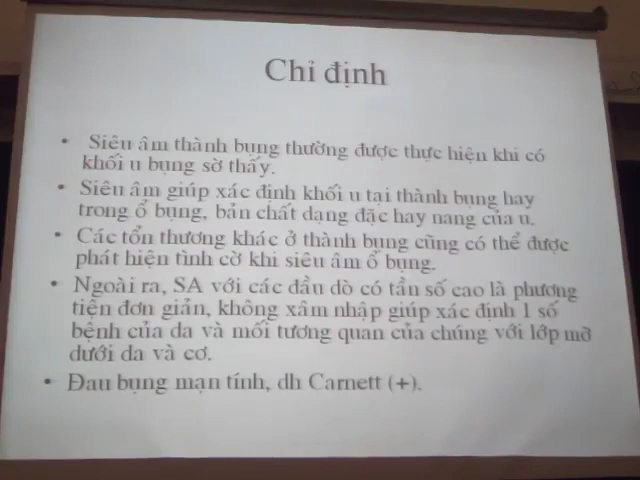 Chỉ định
• Siêu âm thành bụng thường được thực hiện khi có
khối u bụng sờ thấy.
• Siêu âm giúp xác định khối u tại thành bụng hay
trong ổ bụng, bản chất dạng đặc hay nang của u.
• Các tổn thương khác ở thành bụng cũng có thể được
phát hiện tình cờ khi siêu âm ổ bụng.
• Ngoài ra, SA với các đầu dò có tần số cao là phương
tiện đơn giản, không xâm nhập giúp xác định 1 số
bệnh của da và mối tương quan của chúng với lớp mỡ
dưới da và cơ.
• Đau bụng mạn tính, dh Carnett (+).